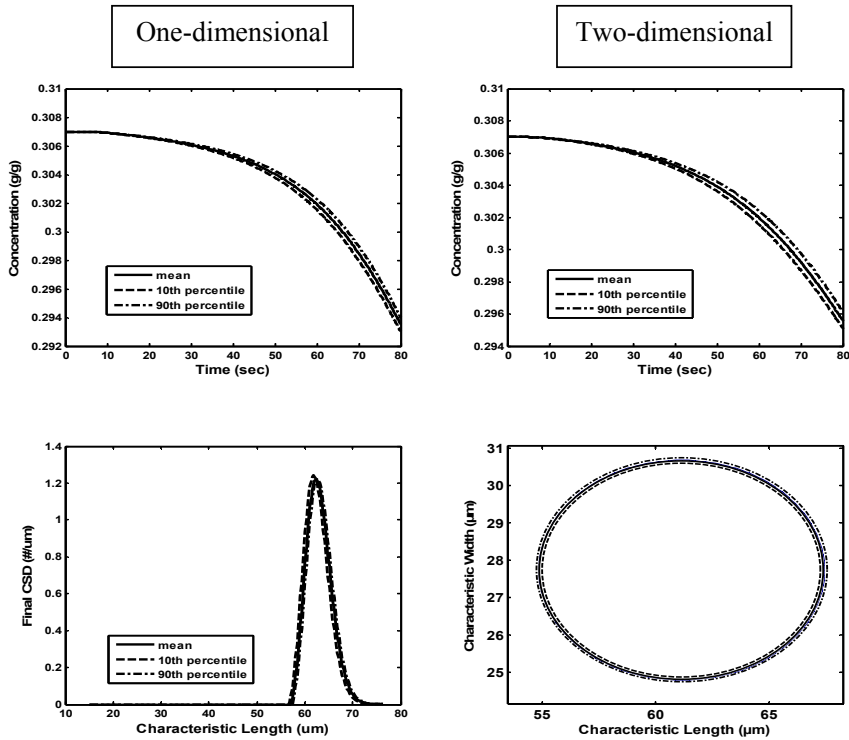 One-dimensional
Two-dimensional
0.31
0.308
0.306
0.304
0.302
0.3
0.298
0.296
0.294
0.292
Concentration (g/g)
mean
10th percentile
90th percentile
0 10 20 30 40 50 60 70 80
Time (sec)
0.31
0.308
0.306
0.304
0.302
0.3
0.298
0.296
0.294
Concentration (g/g)
mean
10th percentile
90th percentile
0 10 20 30 40 50 60 70 80
Time (sec)
1.4
1.2
1
0.8
0.6
0.4
0.2
0
Final CSD (#/um)
mean
10th percentile
90th percentile
10 20 30 40 50 60 70 80
Characteristic Length (um)
31
30
29
28
27
26
25
Characteristic Width (µm)
55 60 65
Characteristic Length (µm)